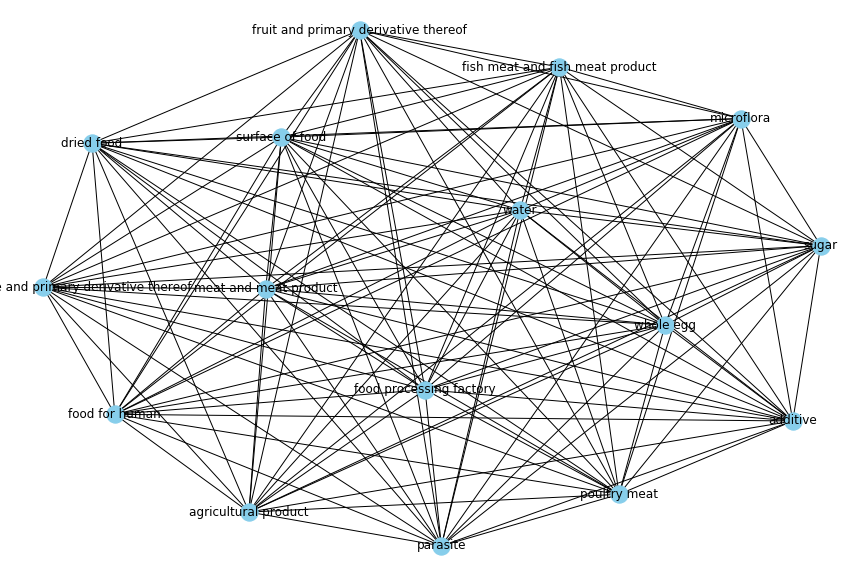 fruit and primary derivative thereof
fish meat and fish meat product
microflora
surface of food
dried food
water
sugar
e and primary derivative thereof
meat and meat product
whole egg
food processing factory
food for human
additive
poultry meat
agricultural product
parasite